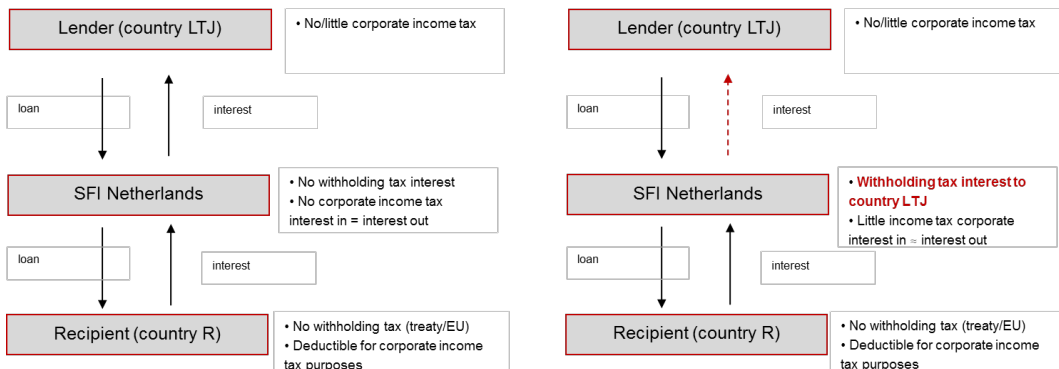 Lender (country LTJ)
• No/little corporate income tax
loan
interest
SFI Netherlands
• No withholding tax interest
• No corporate income tax
interest in = interest out
loan
interest
Recipient (country R)
• No withholding tax (treaty/EU)
• Deductible for corporate income
tax purposes
Lender (country LTJ)
• No/little corporate income tax
loan
interest
SFI Netherlands
• Withholding tax interest to
country LTJ
• Little income tax corporate
interest in ≈ interest out
loan
interest
Recipient (country R)
• No withholding tax (treaty/EU)
• Deductible for corporate income
tax purposes